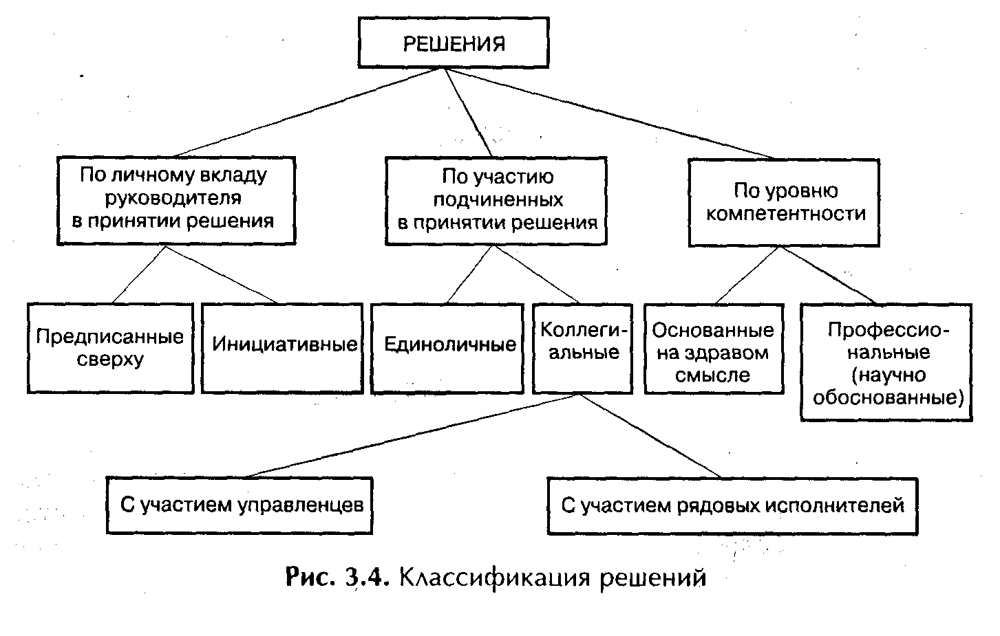 РЕШЕНИЯ
По личному вкладу
руководителя
в принятии решения
По участию
подчиненных
в принятии решения
По уровню
компетентности
Предписанные
сверху
Инициативные
Единоличные
Коллеги-
альные
Основанные
на здравом
смысле
Профессио-
нальные
(научно
обоснованные)
С участием управленцев
С участием рядовых исполнителей
Рис. 3.4. Классификация решений